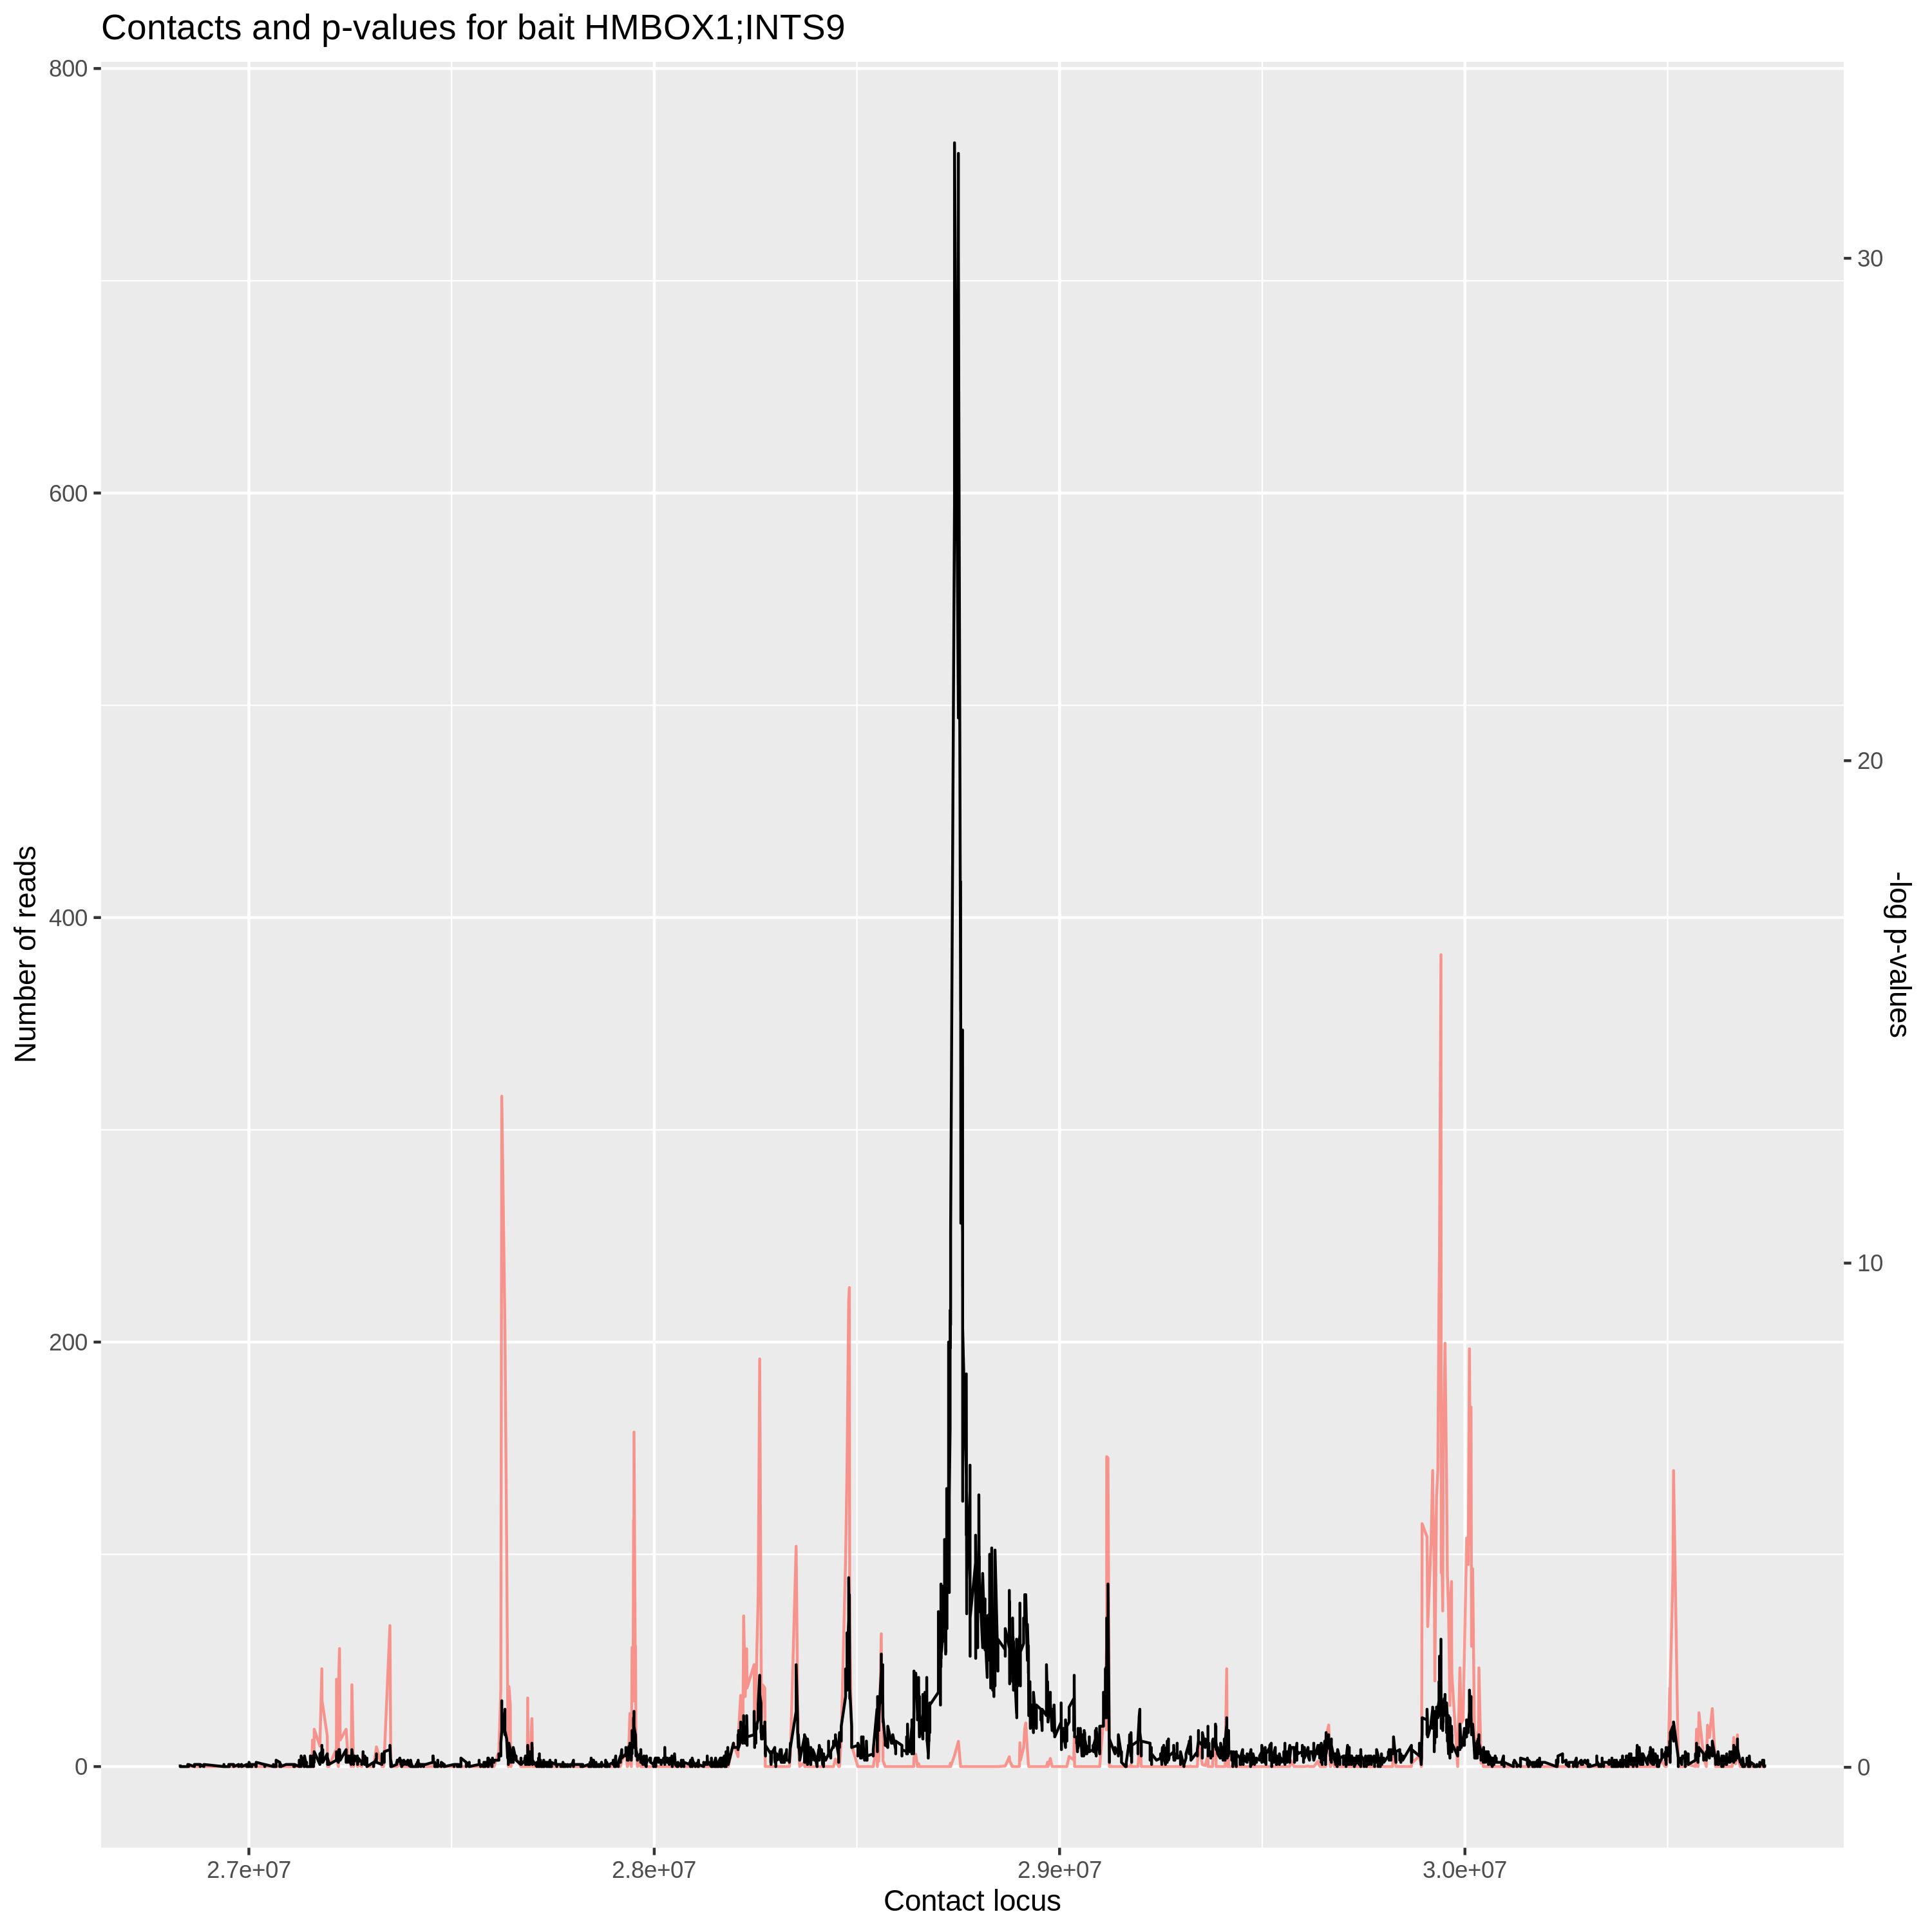 Contacts and p-values for bait HMBOX1;INTS9
800
600
400
200
0
Number of reads
30
20
10
0
-log p-values
2.7e+07 2.8e+07 2.9e+07 3.0e+07
Contact locus